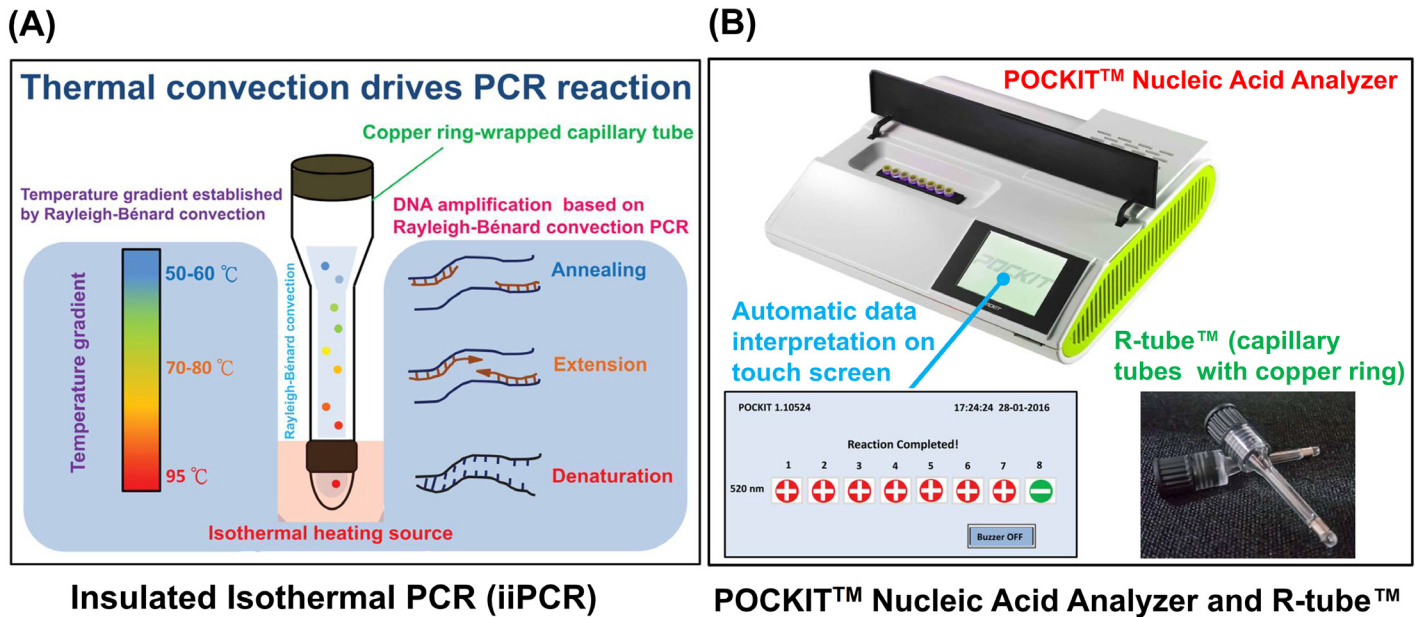 (A)
Thermal convection drives PCR reaction
Copper ring-wrapped capillary tube
Temperature gradient established
by Rayleigh-Bénard convection
DNA amplification based on
Rayleigh-Bénard convection PCR
Temperature gradient
50-60 ℃
70-80 ℃
95 ℃
Rayleigh-Bénard convection
Annealing
Extension
Denaturation
Isothermal heating source
Insulated Isothermal PCR (iiPCR)
(B)
POCKIT™ Nucleic Acid Analyzer
POCKIT
Automatic data
interpretation on
touch screen
R-tube™ (capillary
tubes with copper ring)
POCKIT 1.10524
17:24:24 28-01-2016
Reaction Completed!
1 2 3 4 5 6 7 8
520 nm
Buzzer OFF
POCKIT™ Nucleic Acid Analyzer and R-tube™